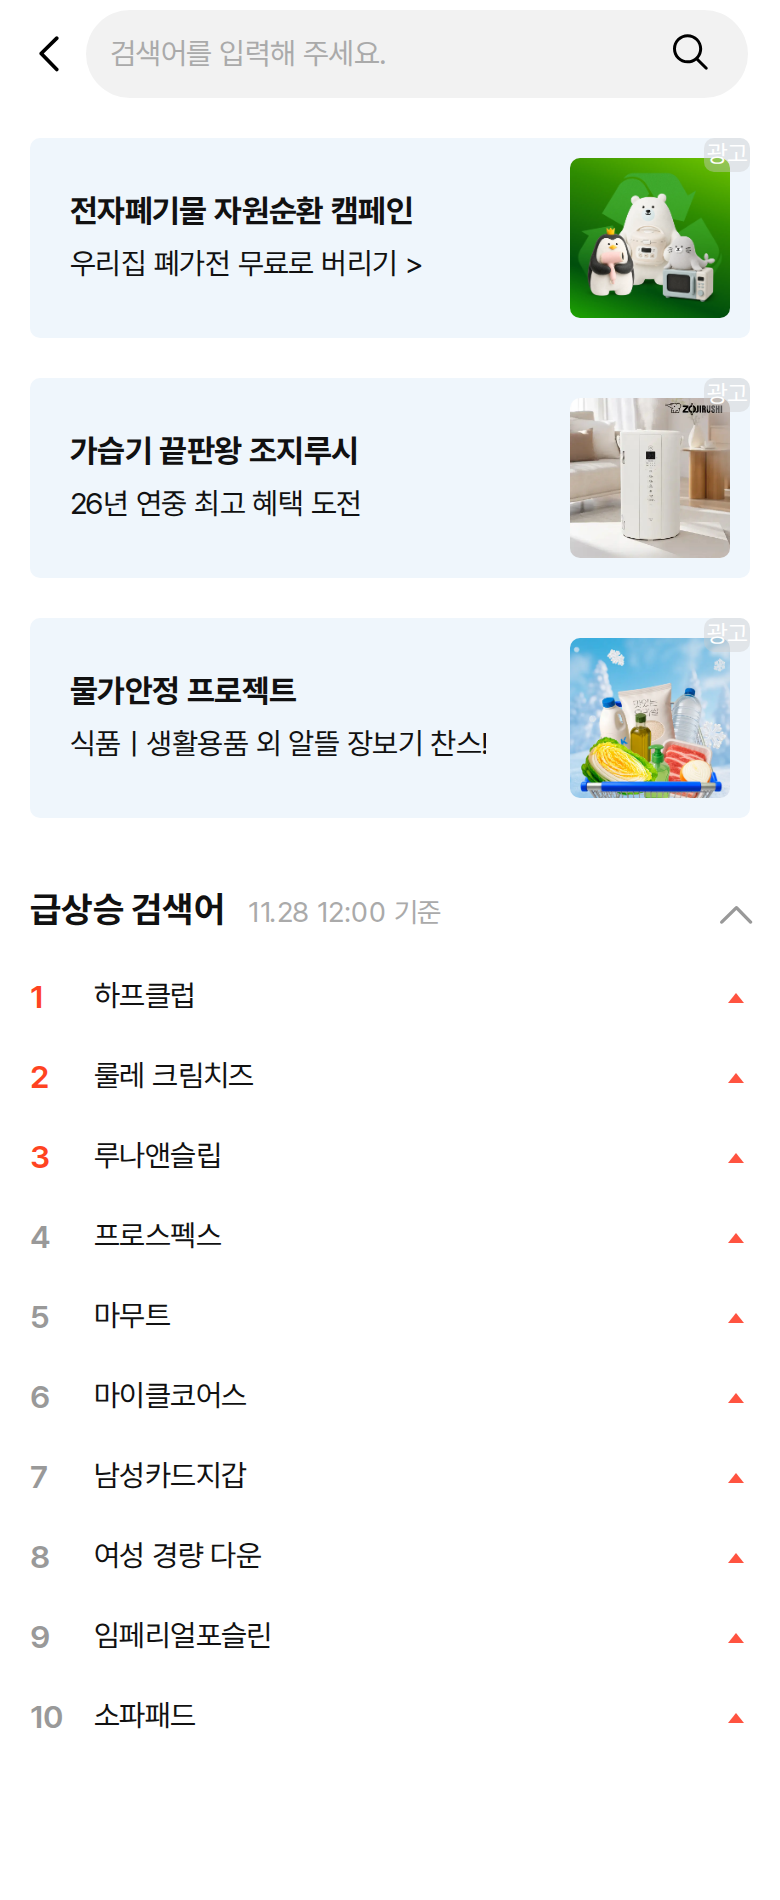 검색어를 입력해 주세요.
광고
전자폐기물 자원순환 캠페인
우리집 폐가전 무료로 버리기 >
광고
ZOJIRUSHI
가습기 끝판왕 조지루시
26년 연중 최고 혜택 도전
광고
물가안정 프로젝트
식품 | 생활용품 외 알뜰 장보기 찬스!
급상승 검색어 11.28 12:00 기준
1 하프클럽
2 룰레 크림치즈
3 루나앤슬립
4 프로스펙스
5 마무트
6 마이클코어스
7 남성카드지갑
8 여성 경량 다운
9 임페리얼포슬린
10 소파패드